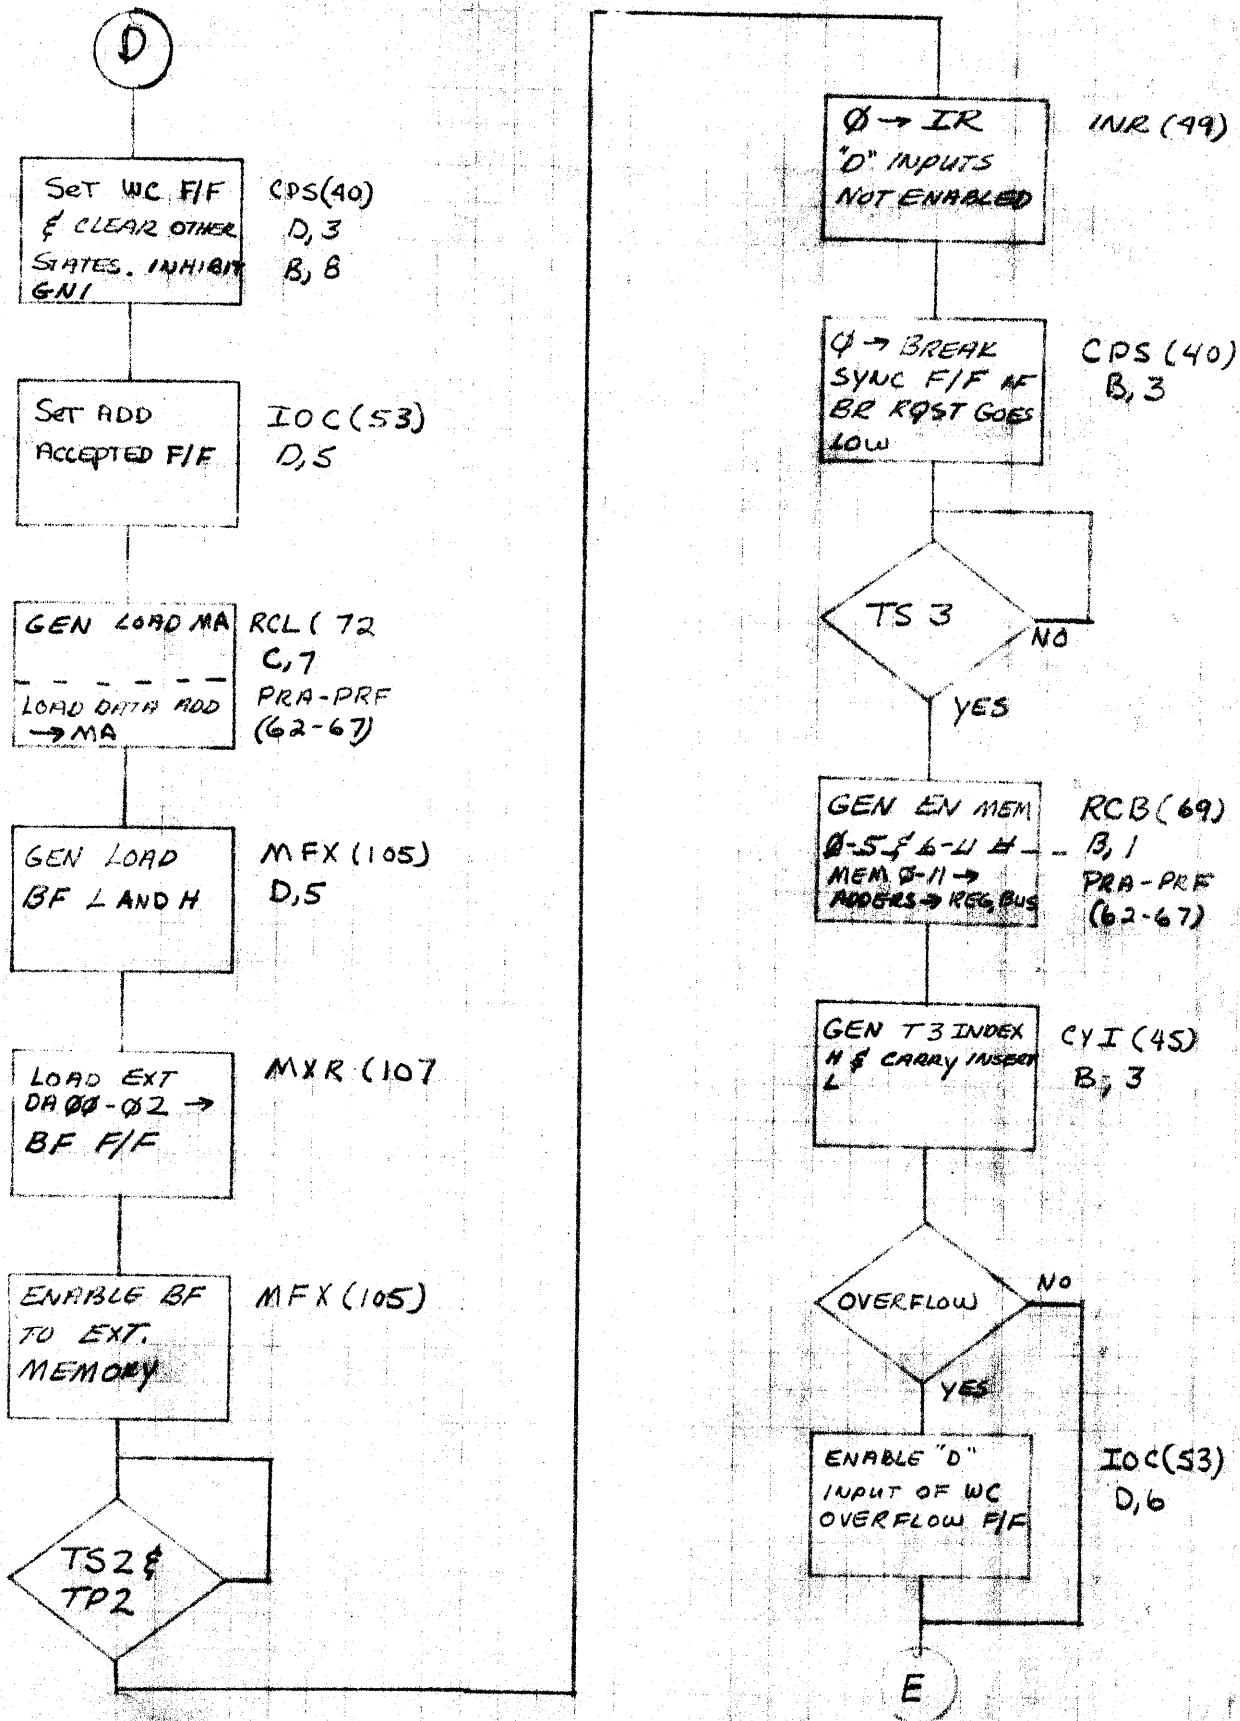 D
SET WC F/F
& CLEAR OTHER
STATES. INHIBIT
GNI
CPS(40)
D,3
B,8
SET ADD
ACCEPTED F/F
IOC(53)
D,5
GEN LOAD MA
LOAD DATA ADD
→ MA
RCL( 72
C,7
PRA-PRF
(62-67)
GEN LOAD
BF L AND H
MFX(105)
D,5
LOAD EXT
DA ØØ-Ø2 →
BF F/F
MXR (107
ENABLE BF
TO EXT.
MEMORY
MFX(105)
TS2 &
TP2
Ø → IR
"D" INPUTS
NOT ENABLED
INR (49)
Ø → BREAK
SYNC F/F IF
BR RQST GOES
LOW
CPS (40)
B,3
TS 3
NO
YES
GEN EN MEM
Ø-5 & 6-11 H
MEM Ø-11 →
ADDERS → REG, BUS
RCB(69)
B,1
PRA-PRF
(62-67)
GEN T3 INDEX
H & CARRY INSERT
L
CYI(45)
B,3
OVERFLOW
NO
YES
ENABLE "D"
INPUT OF WC
OVERFLOW F/F
IOC(53)
D,6
E